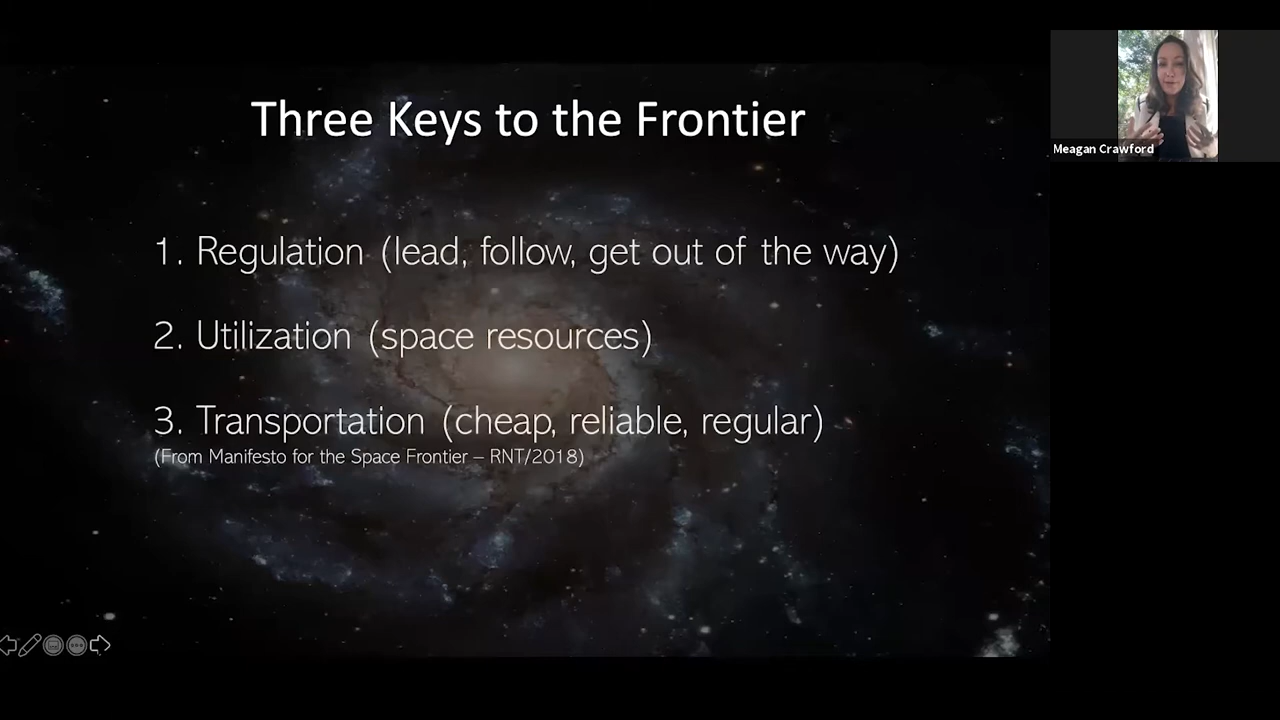 Three Keys to the Frontier
Meagan Crawford
1. Regulation (lead, follow, get out of the way)
2. Utilization (space resources)
3. Transportation (cheap, reliable, regular)
(From Manifesto for the Space Frontier – RNT/2018)